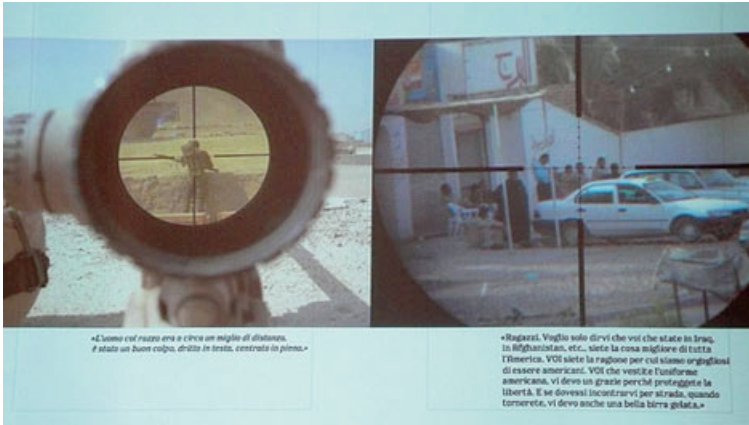 «L'uomo col razzo era a circa un miglio di distanza,
è stato un buon colpo, dritto in testa, centrato in pieno.»
«Ragazzi. Voglio solo dirvi che voi che state in Iraq,
in Afghanistan, etc... siete la cosa migliore di tutta
l'America. VOI siete la ragione per cui siamo orgogliosi
di essere americani. VOI che vestite l'uniforme
americana, vi devo un grazie perché proteggete la
libertà. E se dovessi incontrarvi per strada, quando
tornerete, vi devo anche una bella birra gelata.»